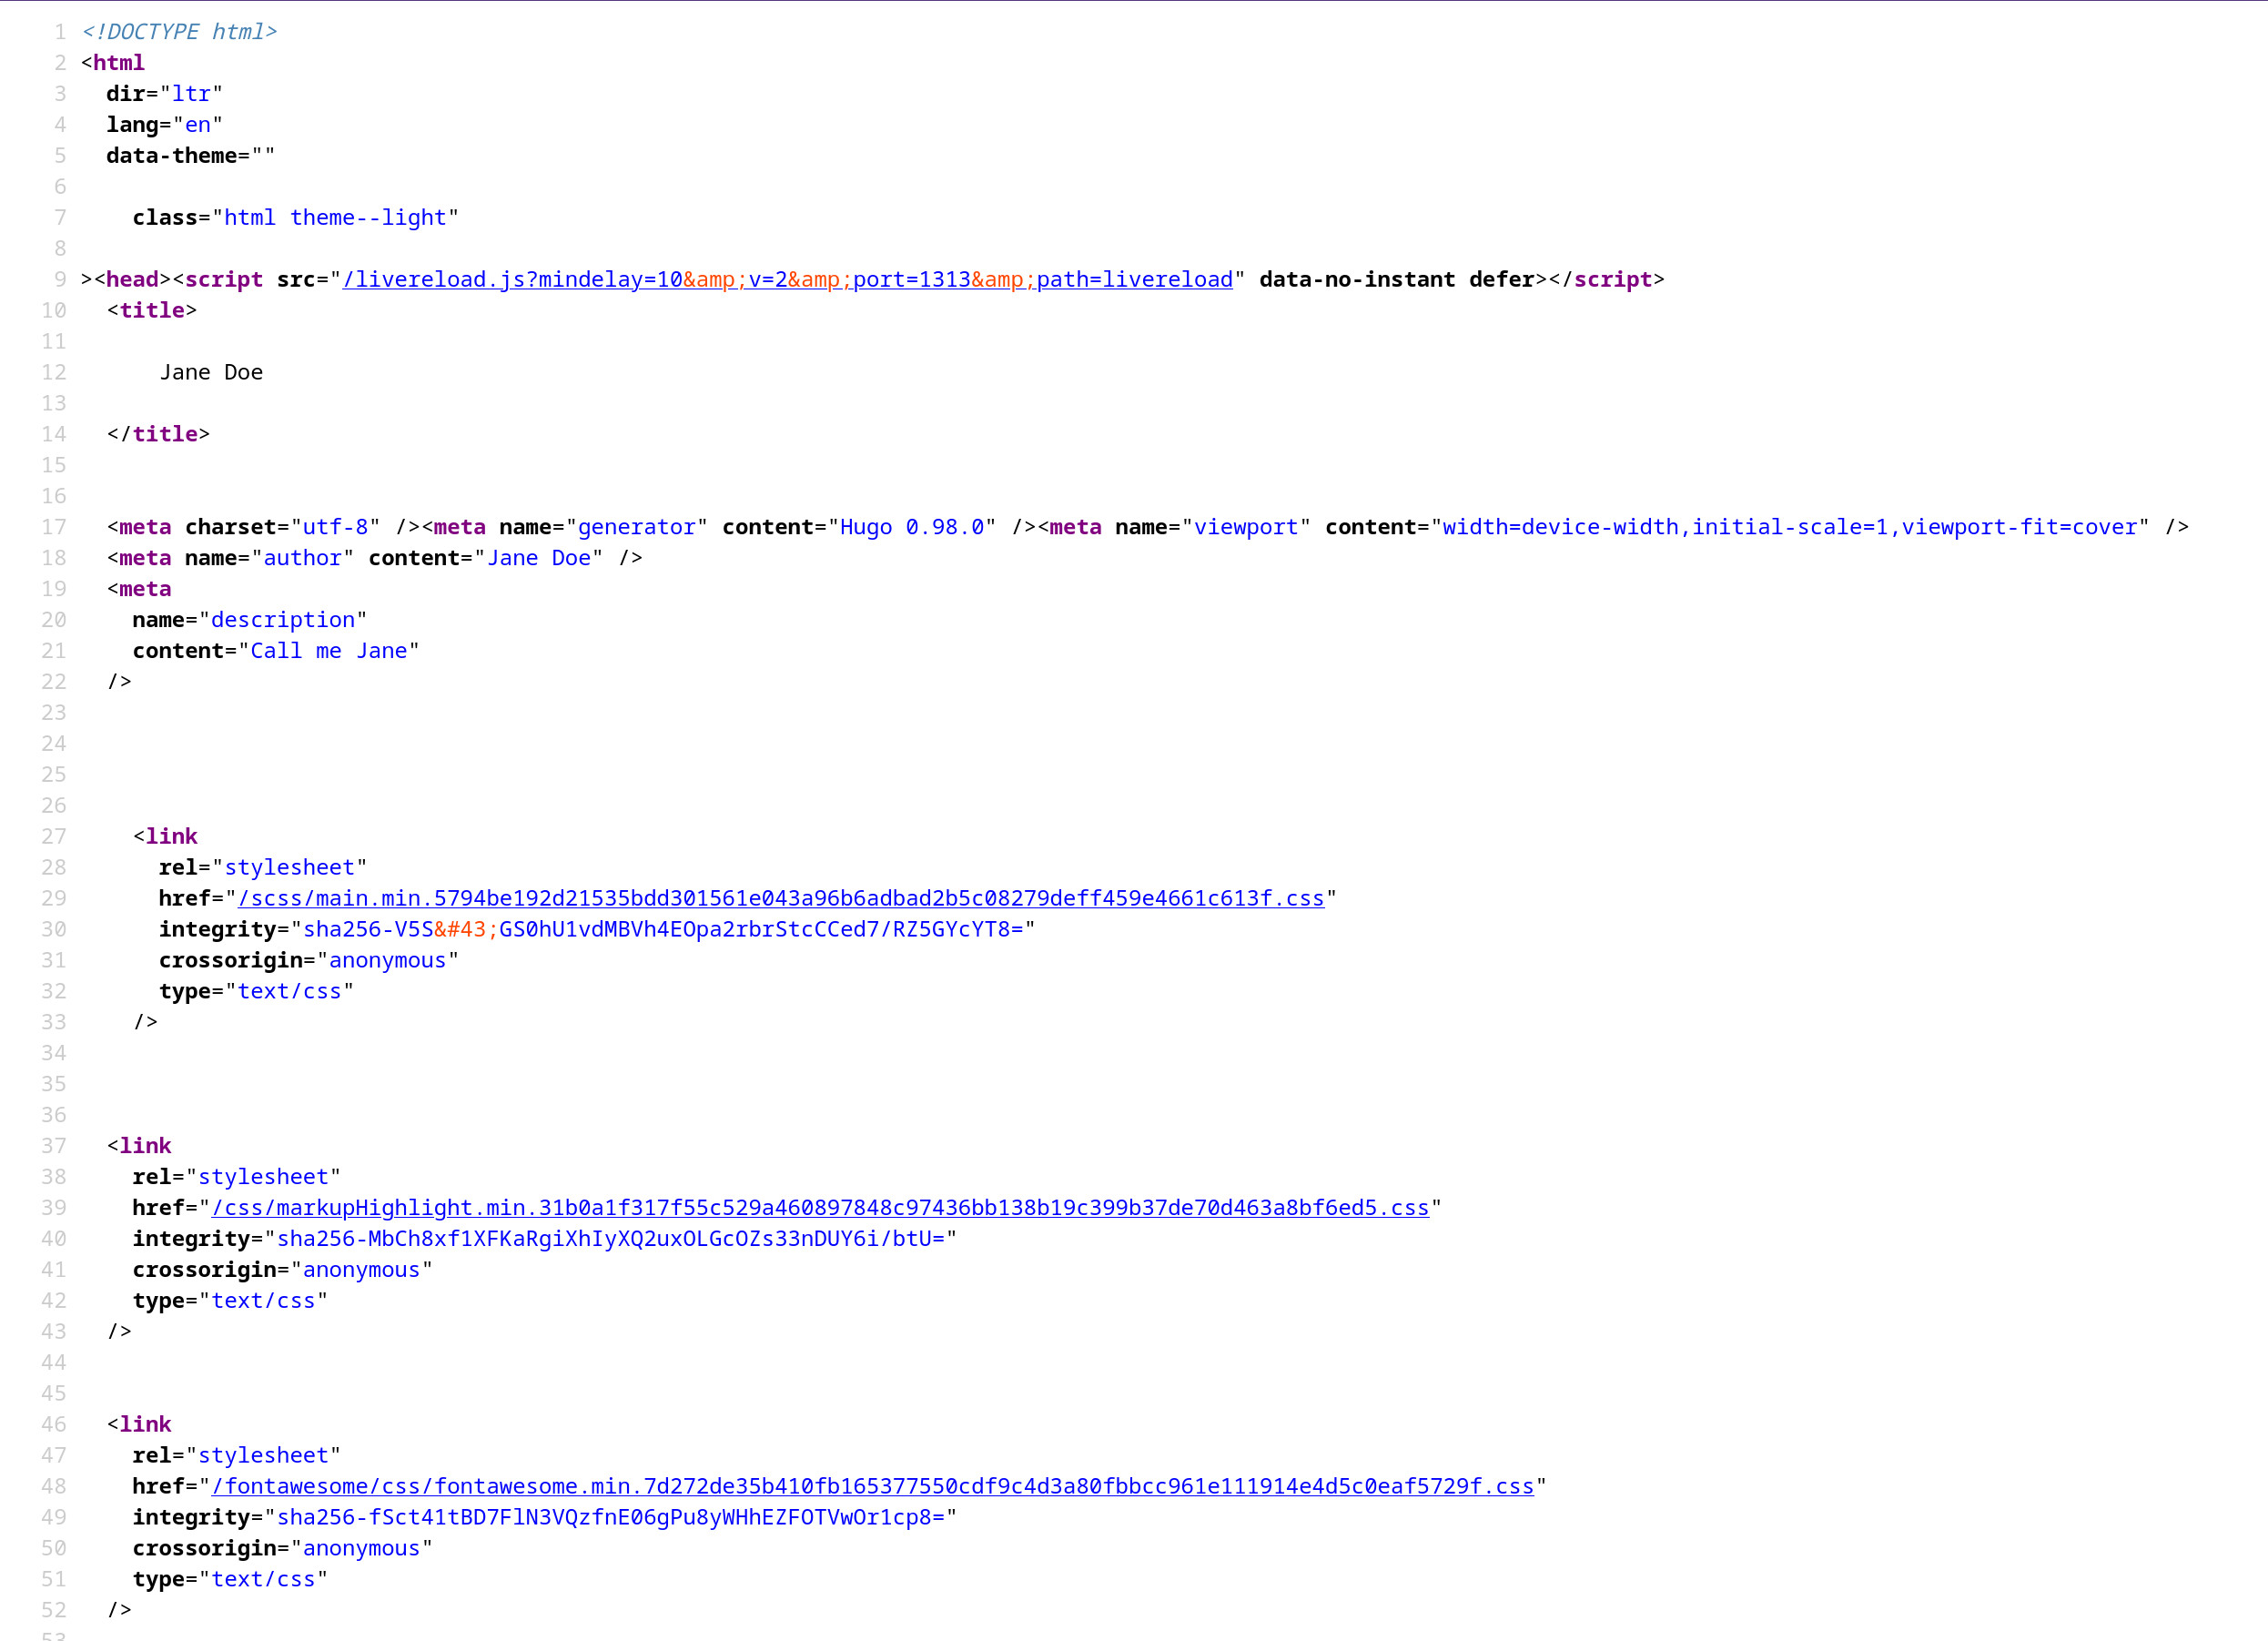 1 <!DOCTYPE html>
2 <html
3   dir="ltr"
4   lang="en"
5   data-theme=""
6
7     class="html theme--light"
8
9 ><head><script src="/livereload.js?mindelay=10&amp;v=2&amp;port=1313&amp;path=livereload" data-no-instant defer></script>
10   <title>
11
12       Jane Doe
13
14   </title>
15
16
17   <meta charset="utf-8" /><meta name="generator" content="Hugo 0.98.0" /><meta name="viewport" content="width=device-width,initial-scale=1,viewport-fit=cover" />
18   <meta name="author" content="Jane Doe" />
19   <meta
20     name="description"
21     content="Call me Jane"
22   />
23
24
25
26
27     <link
28       rel="stylesheet"
29       href="/scss/main.min.5794be192d21535bdd301561e043a96b6adbad2b5c08279deff459e4661c613f.css"
30       integrity="sha256-V5S&#43;GS0hU1vdMBVh4EOpa2rbrStcCCed7/RZ5GYcYT8="
31       crossorigin="anonymous"
32       type="text/css"
33     />
34
35
36
37   <link
38     rel="stylesheet"
39     href="/css/markupHighlight.min.31b0a1f317f55c529a460897848c97436bb138b19c399b37de70d463a8bf6ed5.css"
40     integrity="sha256-MbCh8xf1XFKaRgiXhIyXQ2uxOLGcOZs33nDUY6i/btU="
41     crossorigin="anonymous"
42     type="text/css"
43   />
44
45
46   <link
47     rel="stylesheet"
48     href="/fontawesome/css/fontawesome.min.7d272de35b410fb165377550cdf9c4d3a80fbbcc961e111914e4d5c0eaf5729f.css"
49     integrity="sha256-fSct41tBD7FlN3VQzfnE06gPu8yWHhEZFOTVwOr1cp8="
50     crossorigin="anonymous"
51     type="text/css"
52   />
53